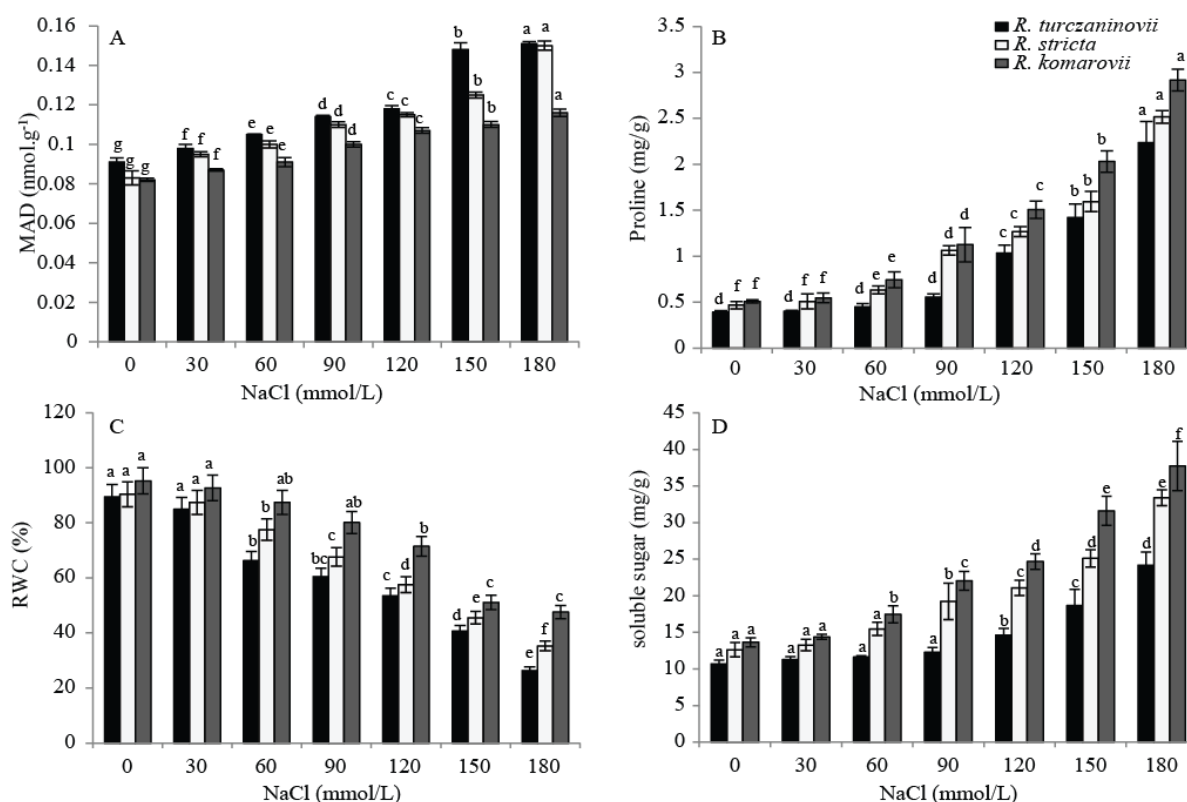 A
MAD (nmol.g-1)
0.16
0.14
0.12
0.1
0.08
0.06
0.04
0.02
0
g g g
f f f
e e e
d d d
c c c
b b b
a a a
0 30 60 90 120 150 180
NaCl (mmol/L)
B
R. turczaninovii
R. stricta
R. komarovii
Proline (mg/g)
3.5
3
2.5
2
1.5
1
0.5
0
d f f
d f f
d e e
d d d
c c c
b b b
a a a
0 30 60 90 120 150 180
NaCl (mmol/L)
C
RWC (%)
120
100
80
60
40
20
0
a a a
a a a
b b ab
bc c ab
c d b
d e c
e f c
0 30 60 90 120 150 180
NaCl (mmol/L)
D
soluble sugar (mg/g)
45
40
35
30
25
20
15
10
5
0
a a a
a a a
a a b
a b c
b c d
c d e
d e f
0 30 60 90 120 150 180
NaCl (mmol/L)